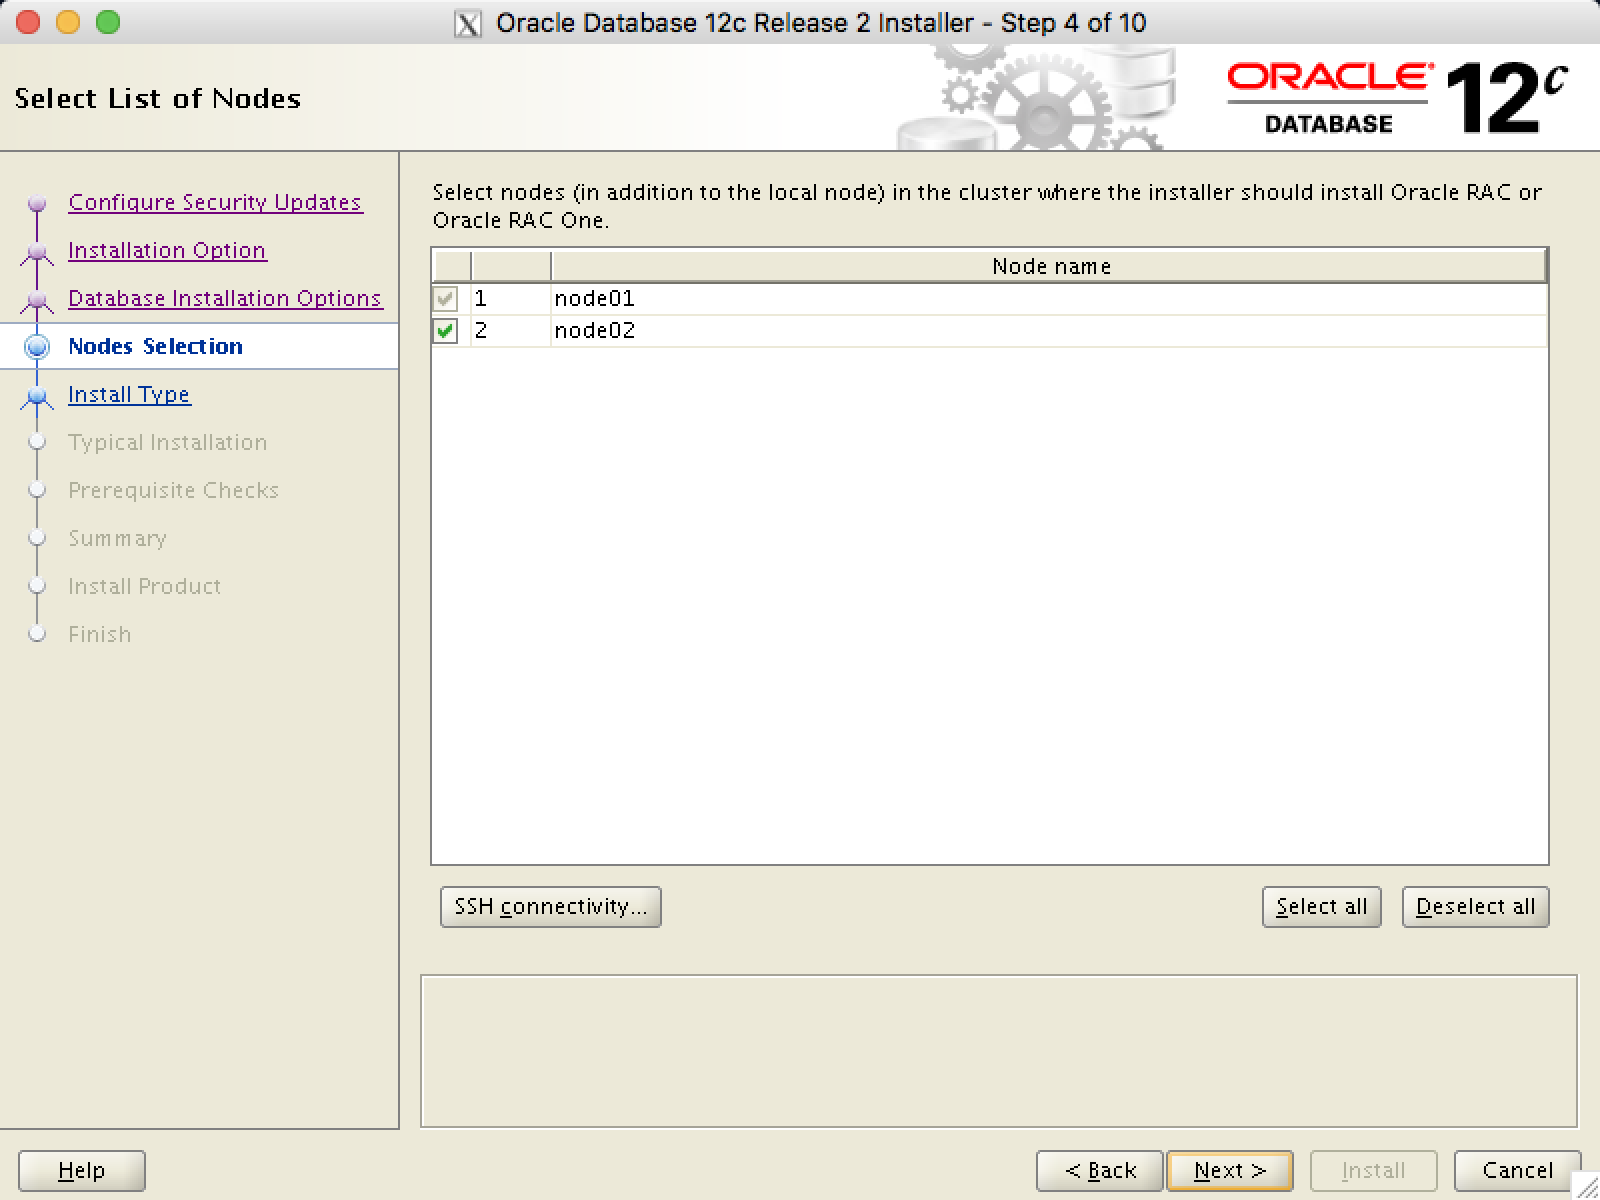 X Oracle Database 12c Release 2 Installer - Step 4 of 10
Select List of Nodes
ORACLE
DATABASE
12c
Configure Security Updates
Installation Option
Database Installation Options
Nodes Selection
Install Type
Typical Installation
Prerequisite Checks
Summary
Install Product
Finish
Select nodes (in addition to the local node) in the cluster where the installer should install Oracle RAC or
Oracle RAC One.
Node name
1 node01
2 node02
SSH connectivity... Select all Deselect all
Help < Back Next > Install Cancel